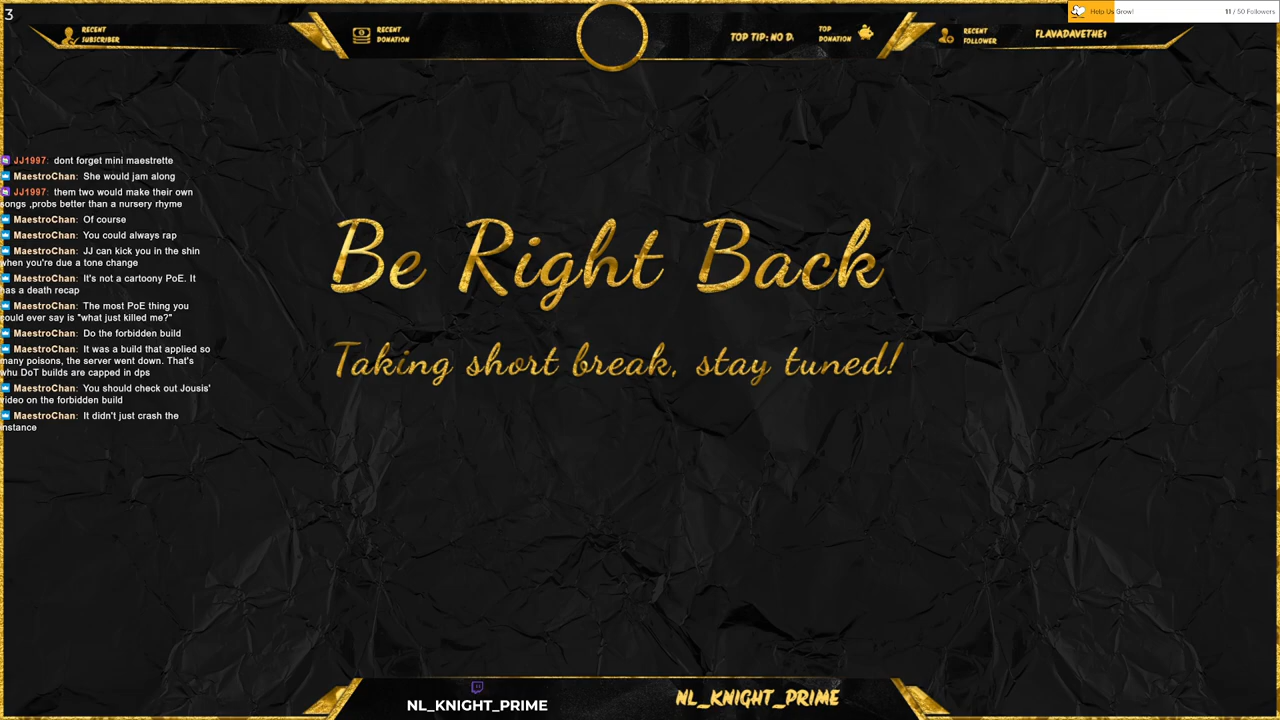 3
Help Us Grow!
11 / 50 Followers
RECENT
SUBSCRIBER
RECENT
DONATION
TOP TIP: NO D
TOP
DONATION
RECENT
FOLLOWER
FLAVADAVETHE1
JJ1997: dont forget mini maestrette
MaestroChan: She would jam along
JJ1997: them two would make their own
songs ,probs better than a nursery rhyme
MaestroChan: Of course
MaestroChan: You could always rap
MaestroChan: JJ can kick you in the shin
when you're due a tone change
MaestroChan: It's not a cartoony PoE. It
has a death recap
MaestroChan: The most PoE thing you
could ever say is "what just killed me?"
MaestroChan: Do the forbidden build
MaestroChan: It was a build that applied so
many poisons, the server went down. That's
whu DoT builds are capped in dps
MaestroChan: You should check out Jousis'
video on the forbidden build
MaestroChan: It didn't just crash the
instance
Be Right Back
Taking short break, stay tuned!
NL_KNIGHT_PRIME
NL_KNIGHT_PRIME